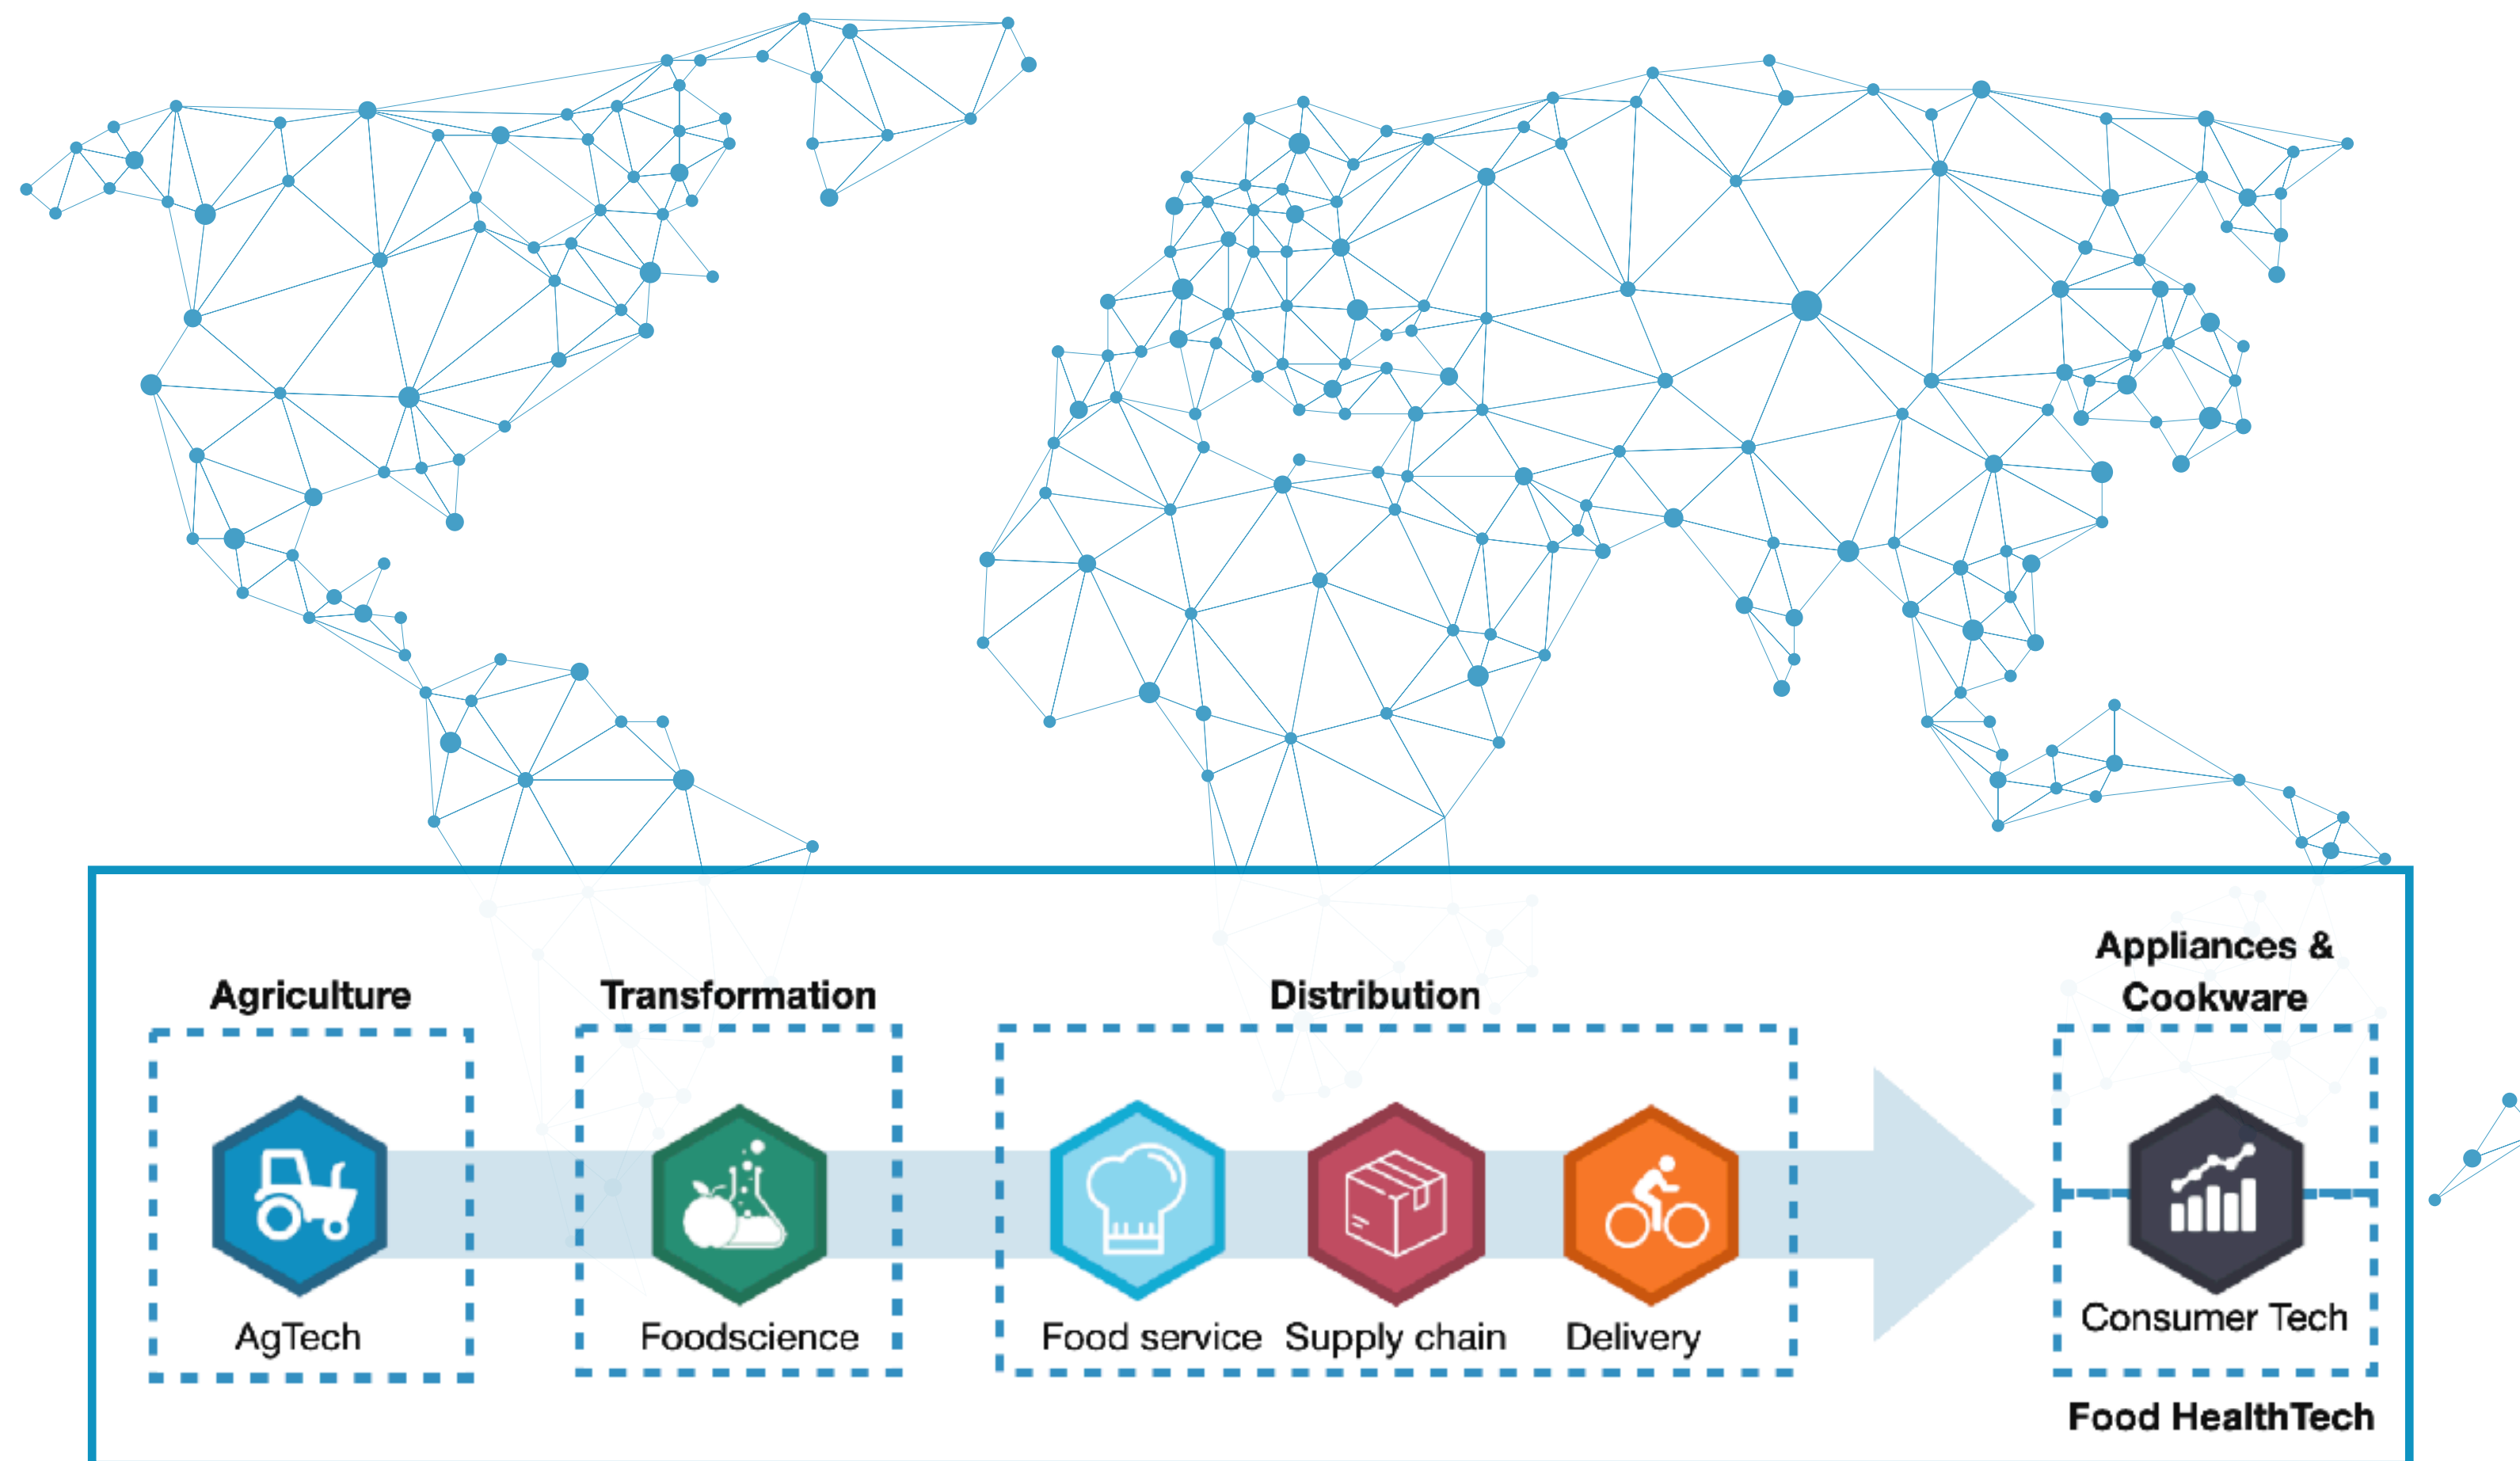 Agriculture
Transformation
Distribution
Appliances &
Cookware
AgTech
Foodscience
Food service
Supply chain
Delivery
Consumer Tech
Food HealthTech